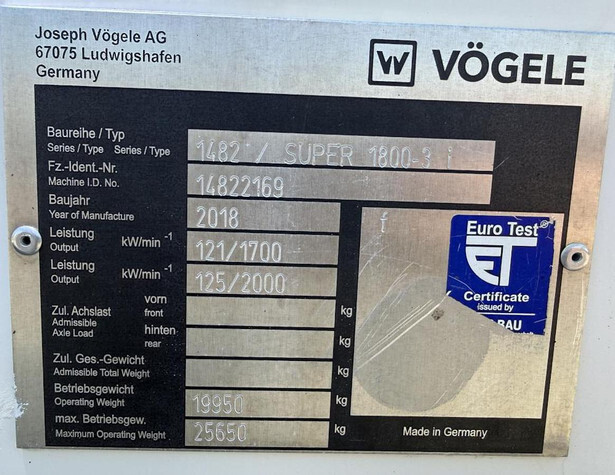 Joseph Vögele AG
67075 Ludwigshafen
Germany
VÖGELE
Baureihe / Typ
Series / Type Series / Type
1482 / SUPER 1800-3 i
Fz.-Ident.-Nr.
Machine I.D. No.
14822169
Baujahr
Year of Manufacture
2018
Leistung
Output
kW/min -1
121/1700
Leistung
Output
kW/min -1
125/2000
Zul. Achslast
Admissible
Axle Load
vorn
front
kg
hinten
rear
kg
Zul. Ges.-Gewicht
Admissible Total Weight
kg
Betriebsgewicht
Operating Weight
19950
kg
max. Betriebsgew.
Maximum Operating Weight
25650
kg
Euro Test
ET
Certificate
issued by
BAU
Made in Germany